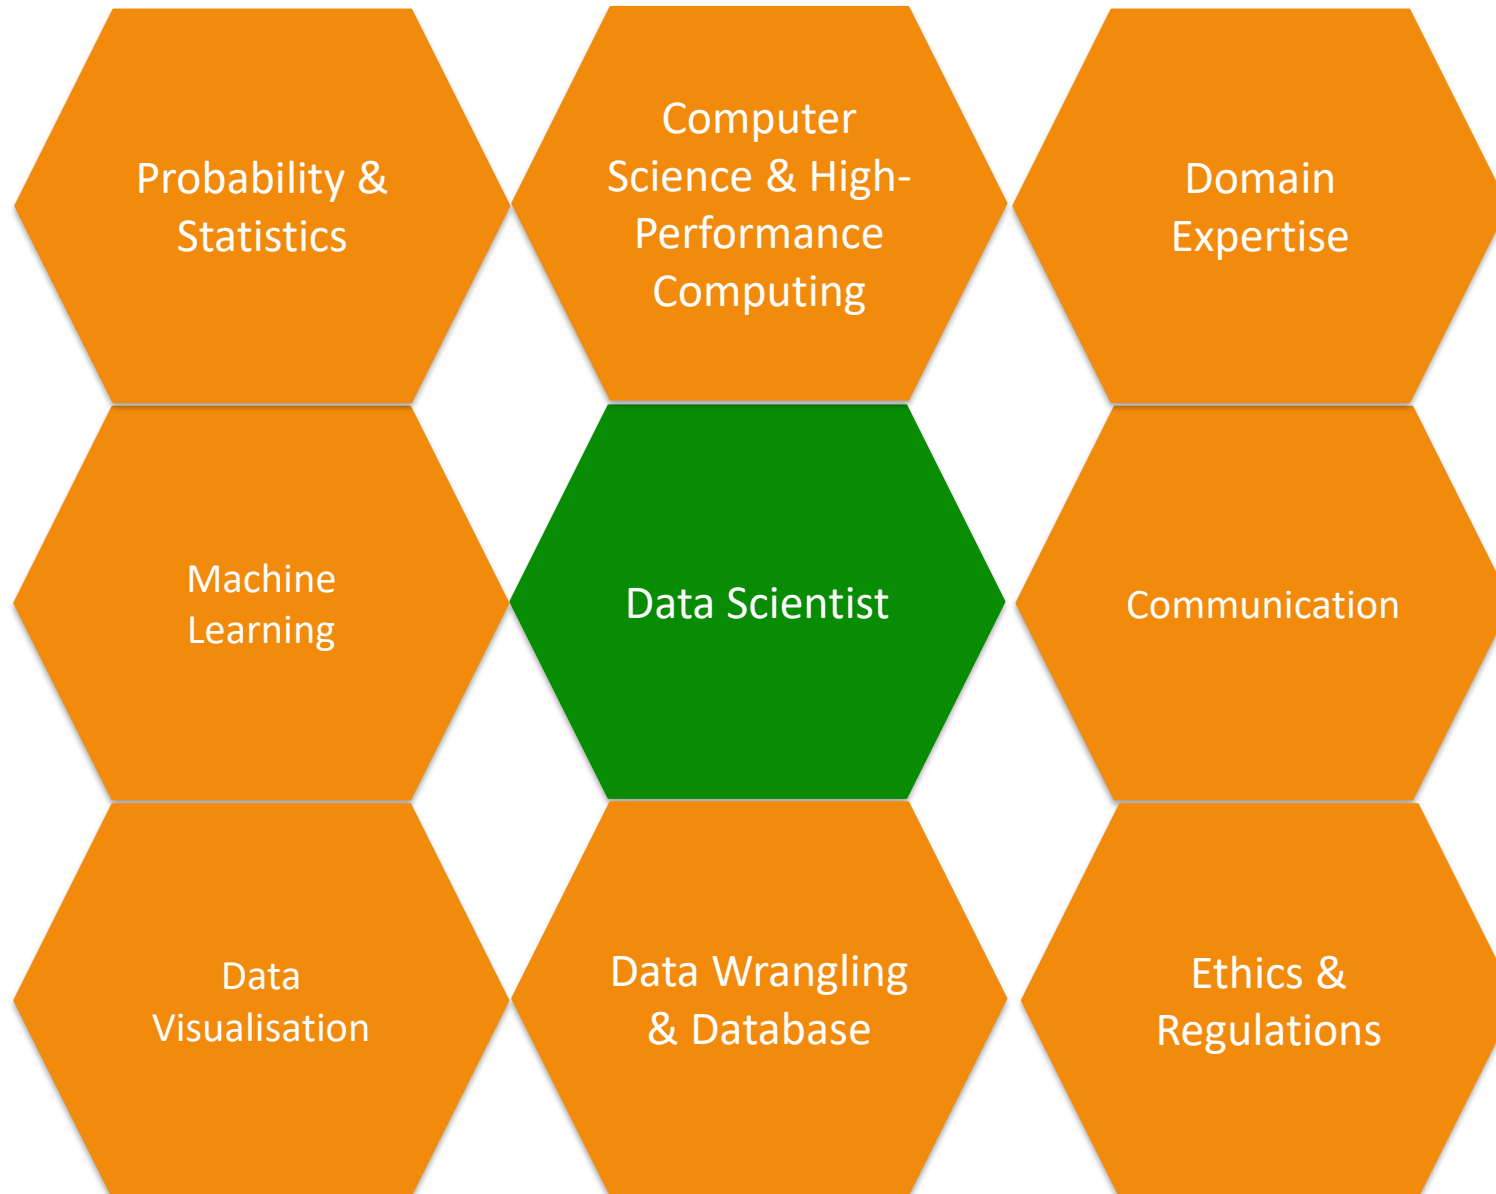 Probability &
Statistics
Computer
Science & High-
Performance
Computing
Domain
Expertise
Machine
Learning
Data Scientist
Communication
Data
Visualisation
Data Wrangling
& Database
Ethics &
Regulations